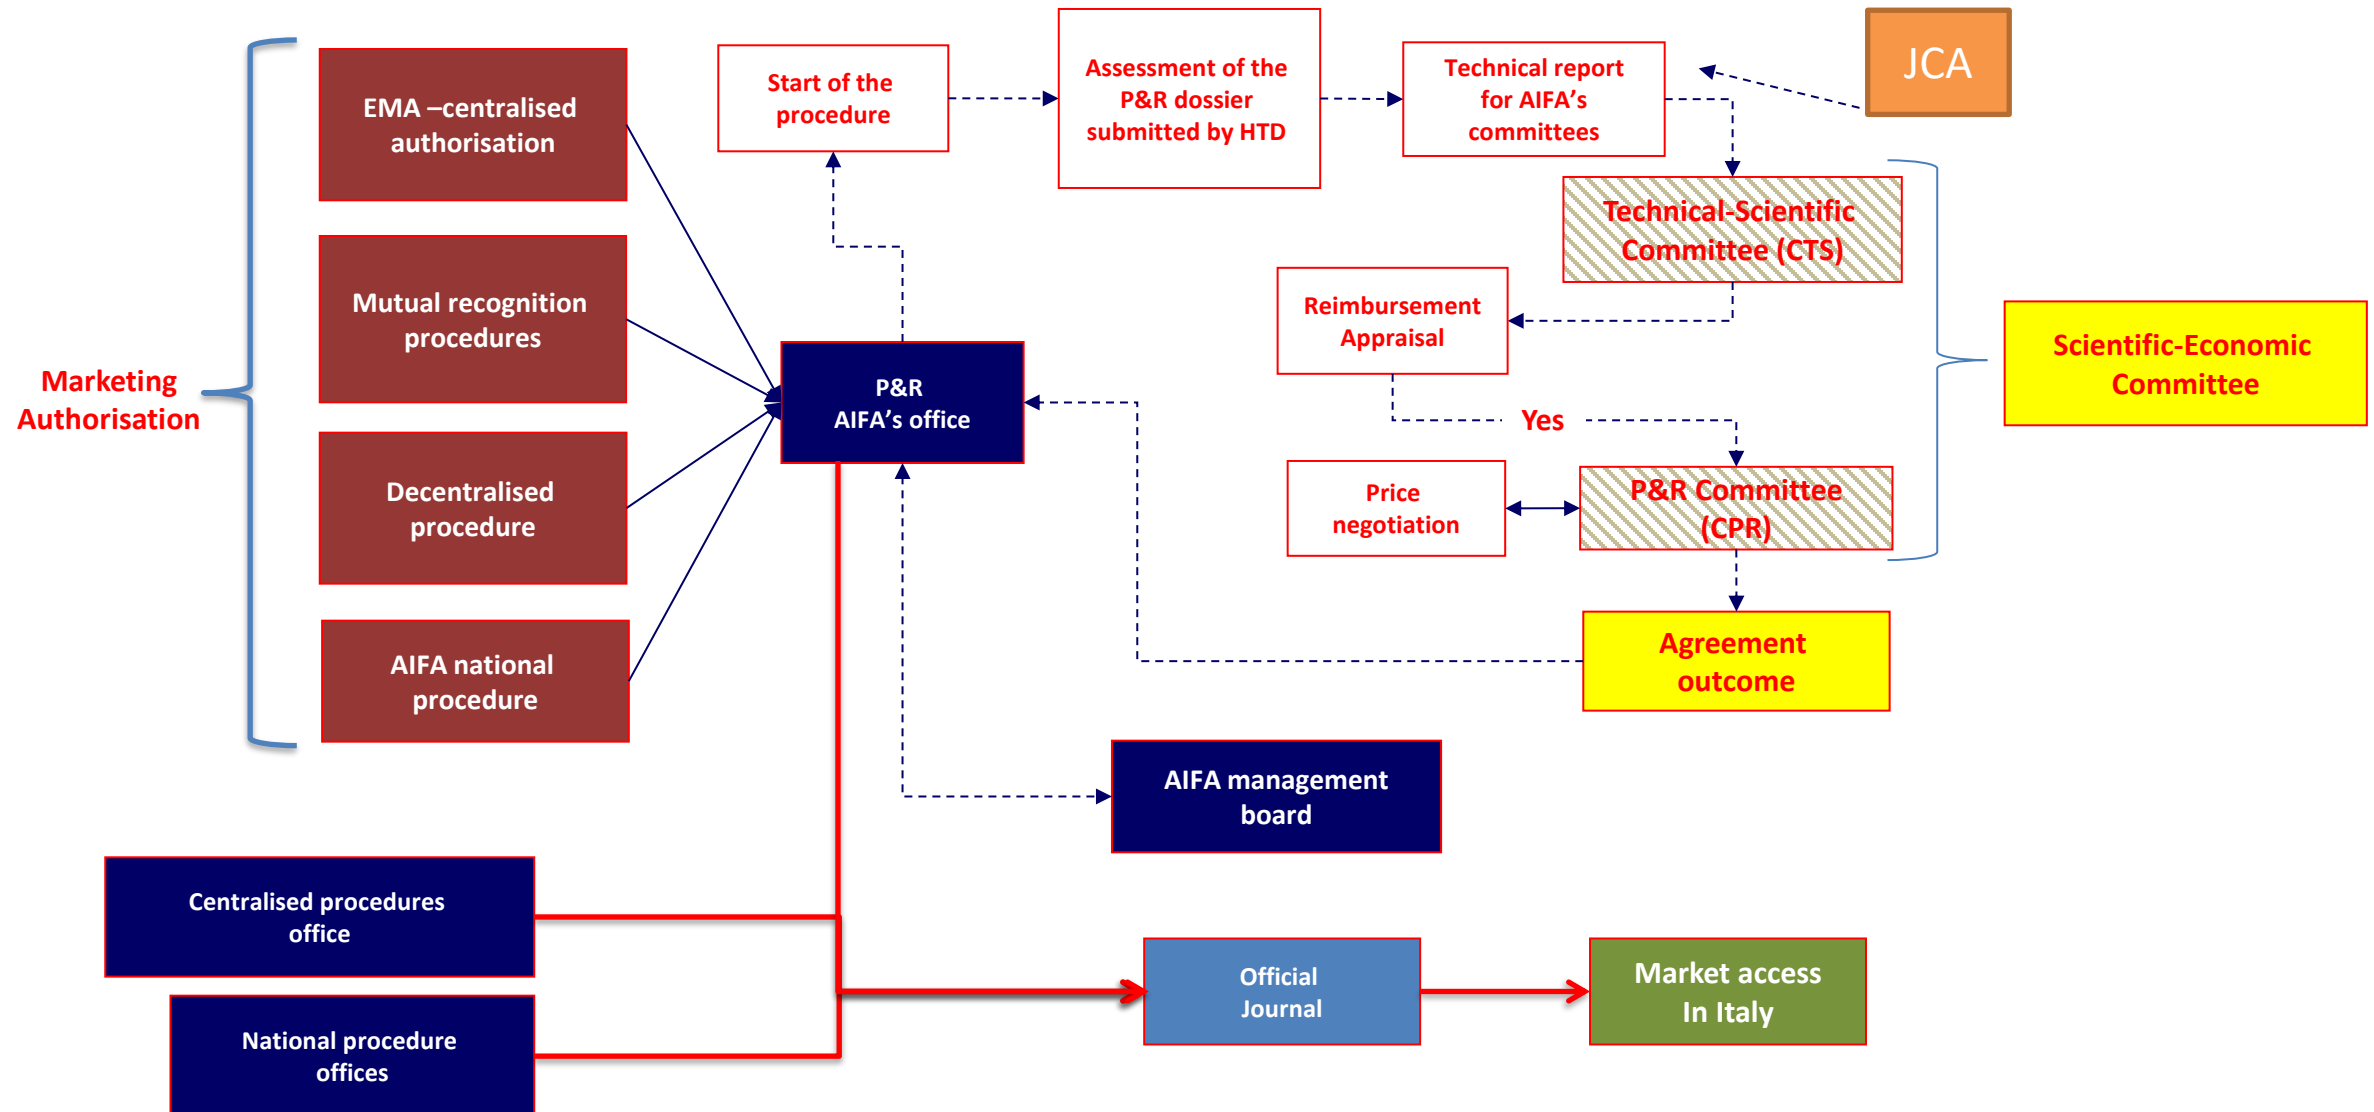 EMA –centralised
authorisation
Mutual recognition
procedures
Decentralised
procedure
AIFA national
procedure
Marketing
Authorisation
P&R
AIFA’s office
Start of the
procedure
Assessment of the
P&R dossier
submitted by HTD
Technical report
for AIFA’s
committees
JCA
Technical-Scientific
Committee (CTS)
Reimbursement
Appraisal
Yes
Price
negotiation
P&R Committee
(CPR)
Scientific-Economic
Committee
Agreement
outcome
AIFA management
board
Centralised procedures
office
National procedure
offices
Official
Journal
Market access
In Italy